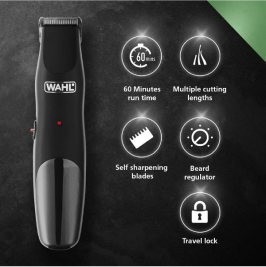 WAHL
60
mins
60 Minutes
run time
Multiple cutting
lengths
Self sharpening
blades
Beard
regulator
Travel lock